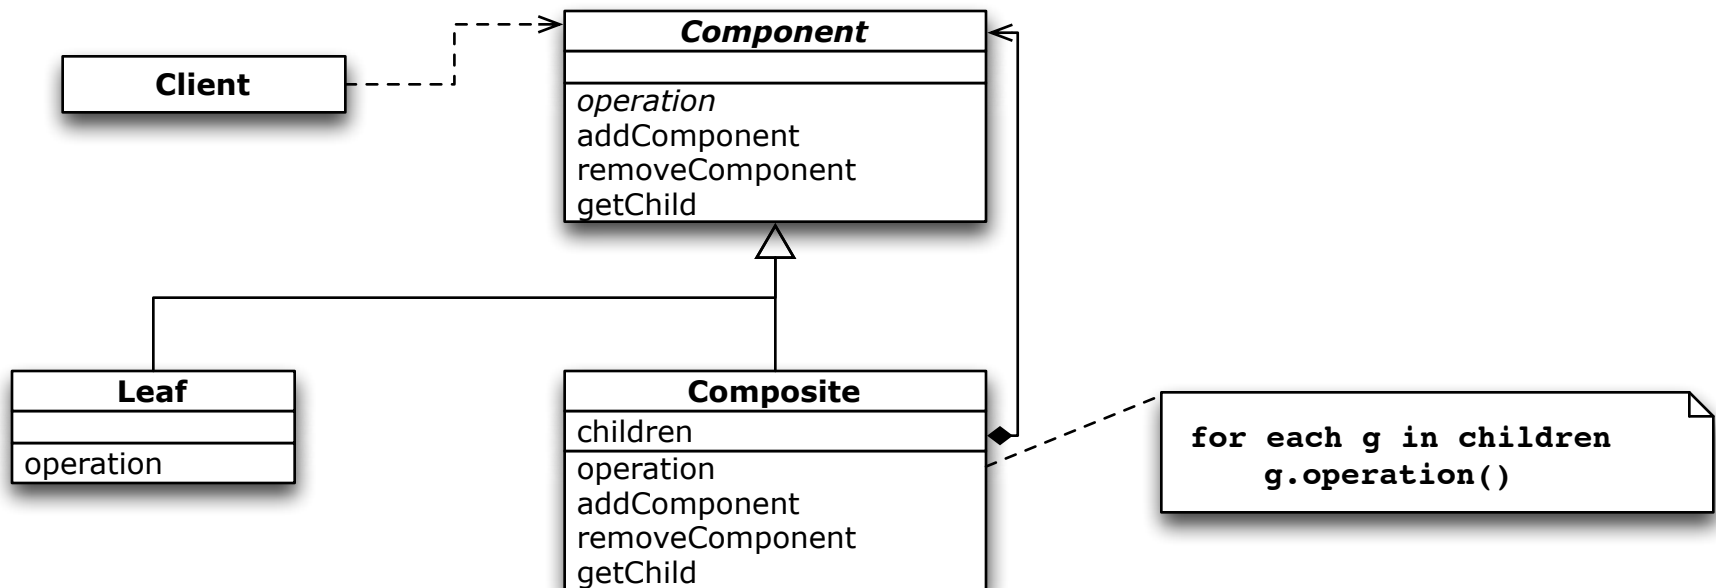 Component
Client
operation
addComponent
removeComponent
getChild
Leaf
operation
Composite
children
operation
addComponent
removeComponent
getChild
for each g in children
g.operation()